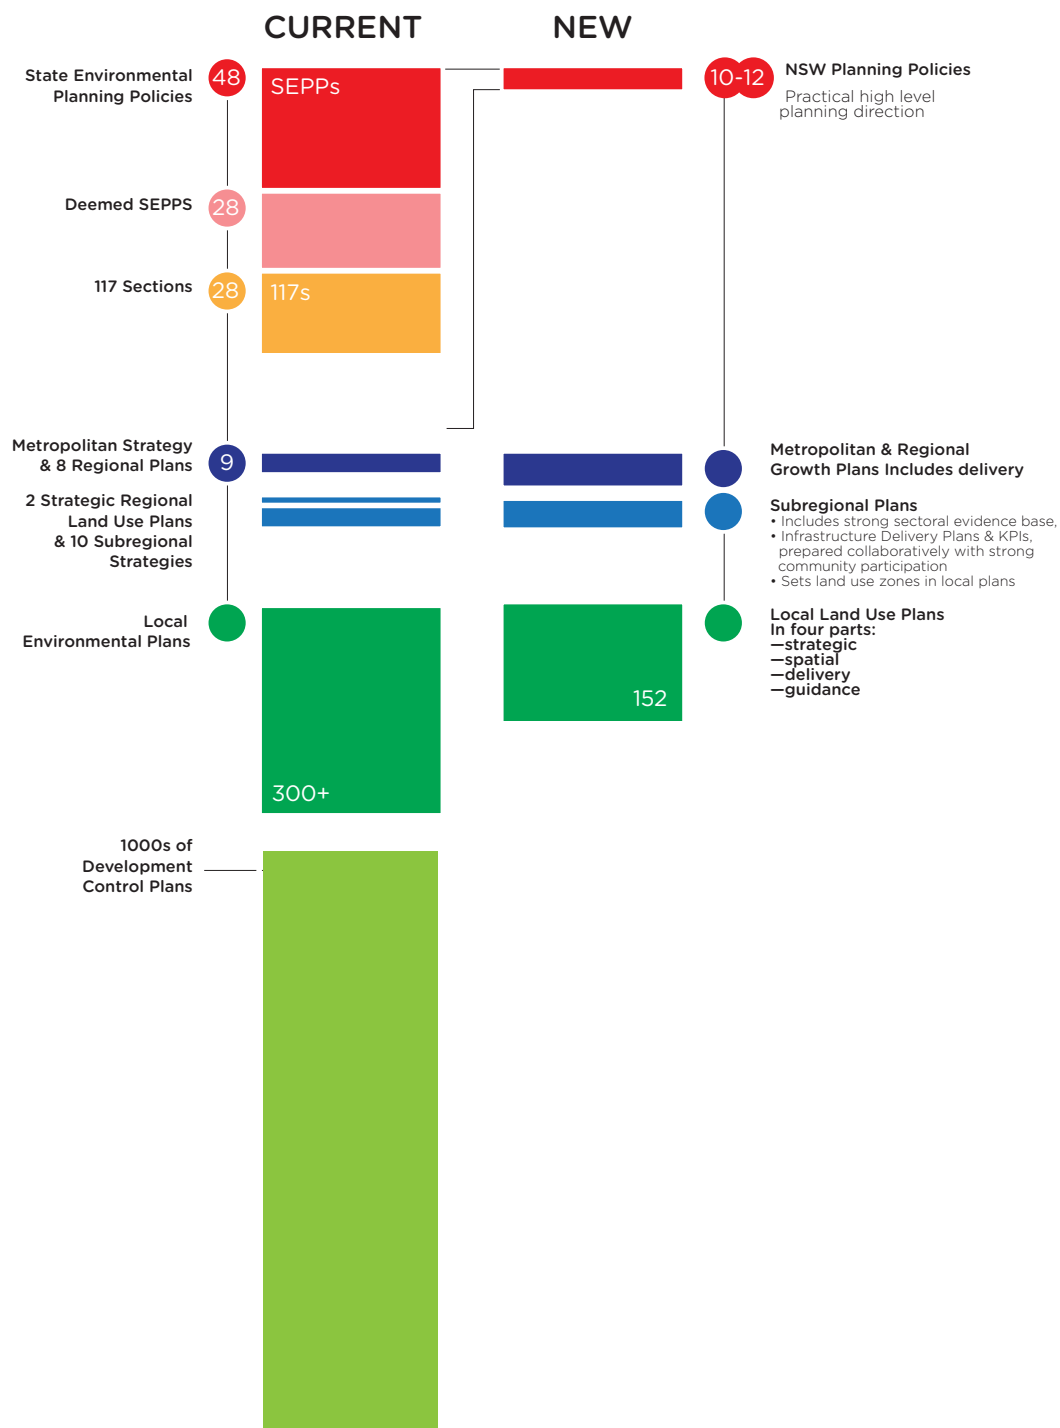 CURRENT
NEW
State Environmental
Planning Policies
48
SEPPs
10-12
NSW Planning Policies
Practical high level
planning direction
Deemed SEPPS
28
117 Sections
28
117s
Metropolitan Strategy
& 8 Regional Plans
9
Metropolitan & Regional
Growth Plans Includes delivery
2 Strategic Regional
Land Use Plans
& 10 Subregional
Strategies
Subregional Plans
• Includes strong sectoral evidence base,
• Infrastructure Delivery Plans & KPIs,
prepared collaboratively with strong
community participation
• Sets land use zones in local plans
Local
Environmental Plans
300+
152
Local Land Use Plans
In four parts:
—strategic
—spatial
—delivery
—guidance
1000s of
Development
Control Plans